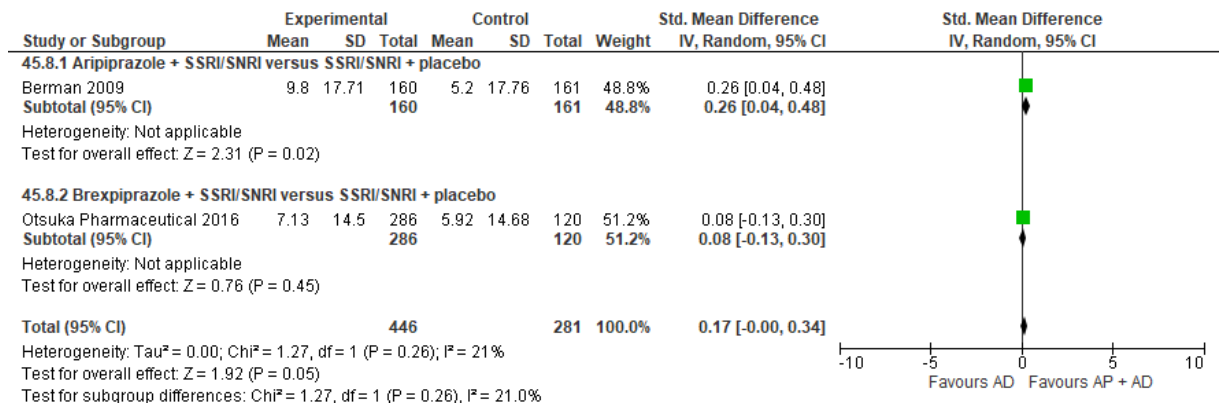 Experimental Control Std. Mean Difference Std. Mean Difference
Study or Subgroup Mean SD Total Mean SD Total Weight IV, Random, 95% CI IV, Random, 95% CI
45.8.1 Aripiprazole + SSRI/SNRI versus SSRI/SNRI + placebo
Berman 2009 9.8 17.71 160 5.2 17.76 161 48.8% 0.26 [0.04, 0.48]
Subtotal (95% CI) 160 161 48.8% 0.26 [0.04, 0.48]
Heterogeneity: Not applicable
Test for overall effect: Z = 2.31 (P = 0.02)
45.8.2 Brexpiprazole + SSRI/SNRI versus SSRI/SNRI + placebo
Otsuka Pharmaceutical 2016 7.13 14.5 286 5.92 14.68 120 51.2% 0.08 [-0.13, 0.30]
Subtotal (95% CI) 286 120 51.2% 0.08 [-0.13, 0.30]
Heterogeneity: Not applicable
Test for overall effect: Z = 0.76 (P = 0.45)
Total (95% CI) 446 281 100.0% 0.17 [-0.00, 0.34]
Heterogeneity: Tau² = 0.00; Chi² = 1.27, df = 1 (P = 0.26); I² = 21%
Test for overall effect: Z = 1.92 (P = 0.05)
Test for subgroup differences: Chi² = 1.27, df = 1 (P = 0.26), I² = 21.0%
-10 -5 0 5 10
Favours AD Favours AP + AD